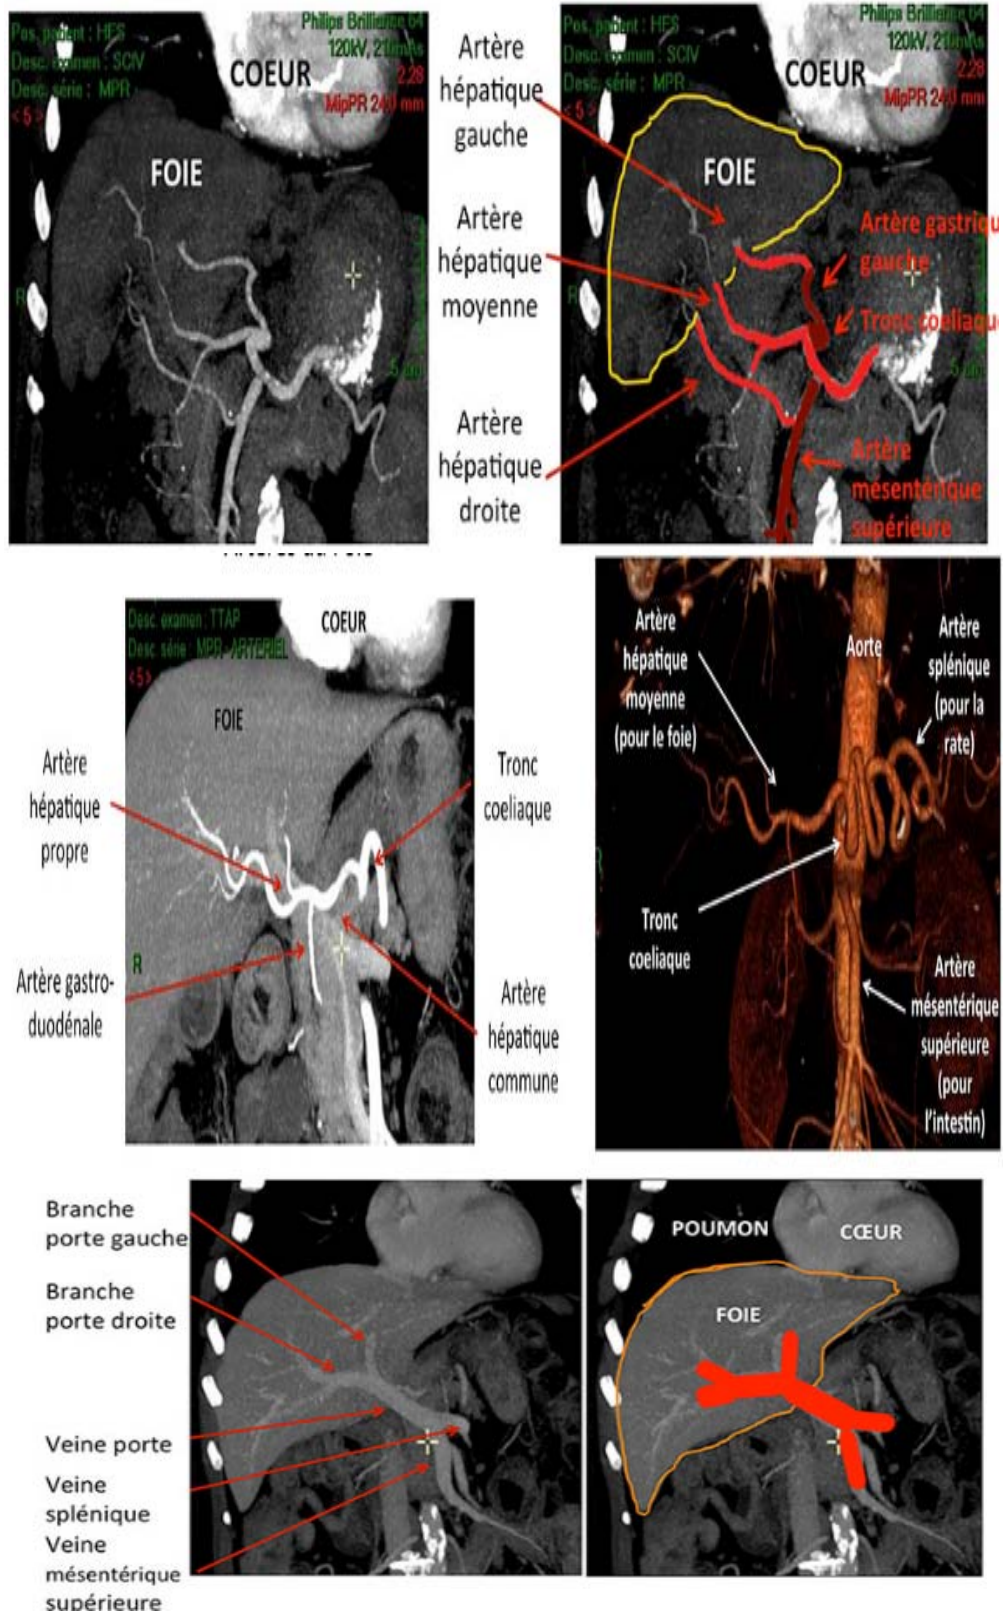 Pos. patient : HFS
Desc. examen : SCIV
Desc. série : MPR
<5>
Philips Brilliance 64
120kV, 210mAs
2.28
MipPR 24.0 mm
COEUR
FOIE
R
Artère
hépatique
gauche
Artère
hépatique
moyenne
Artère
hépatique
droite
Pos. patient : HFS
Desc. examen : SCIV
Desc. série : MPR
<5>
Philips Brilliance 64
120kV, 210mAs
2.28
MipPR 24.0 mm
COEUR
FOIE
R
Artère gastriqu
gauche
Tronc coeliaqu
Artère
mésentérique
supérieure
Desc. examen: TTAP
Desc. série: MPR - ARTERIEL
<5>
COEUR
FOIE
R
Artère
hépatique
propre
Artère gastro-
duodénale
Tronc
coeliaque
Artère
hépatique
commune
Artère
hépatique
moyenne
(pour le foie)
Aorte
Artère
splénique
(pour la
rate)
R
Tronc
coeliaque
Artère
mésentérique
supérieure
(pour
l'intestin)
Branche
porte gauche
Branche
porte droite
Veine porte
Veine
splénique
Veine
mésentérique
supérieure
POUMON
CŒUR
FOIE